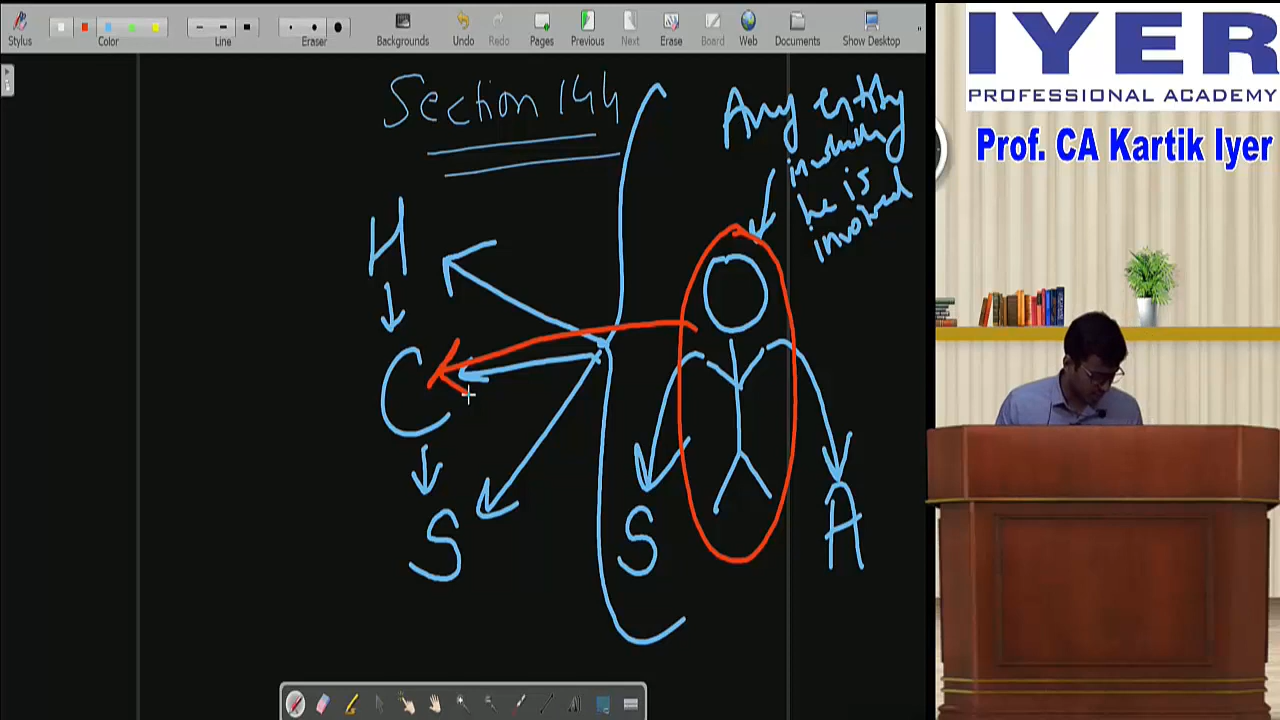 Stylus
Color
Line
Eraser
Backgrounds
Undo
Redo
Pages
Previous
Next
Erase
Board
Web
Documents
Show Desktop
IYER
PROFESSIONAL ACADEMY
Prof. CA Kartik Iyer
Section 144
Any entity
he is
involved
H
C
S
S
A